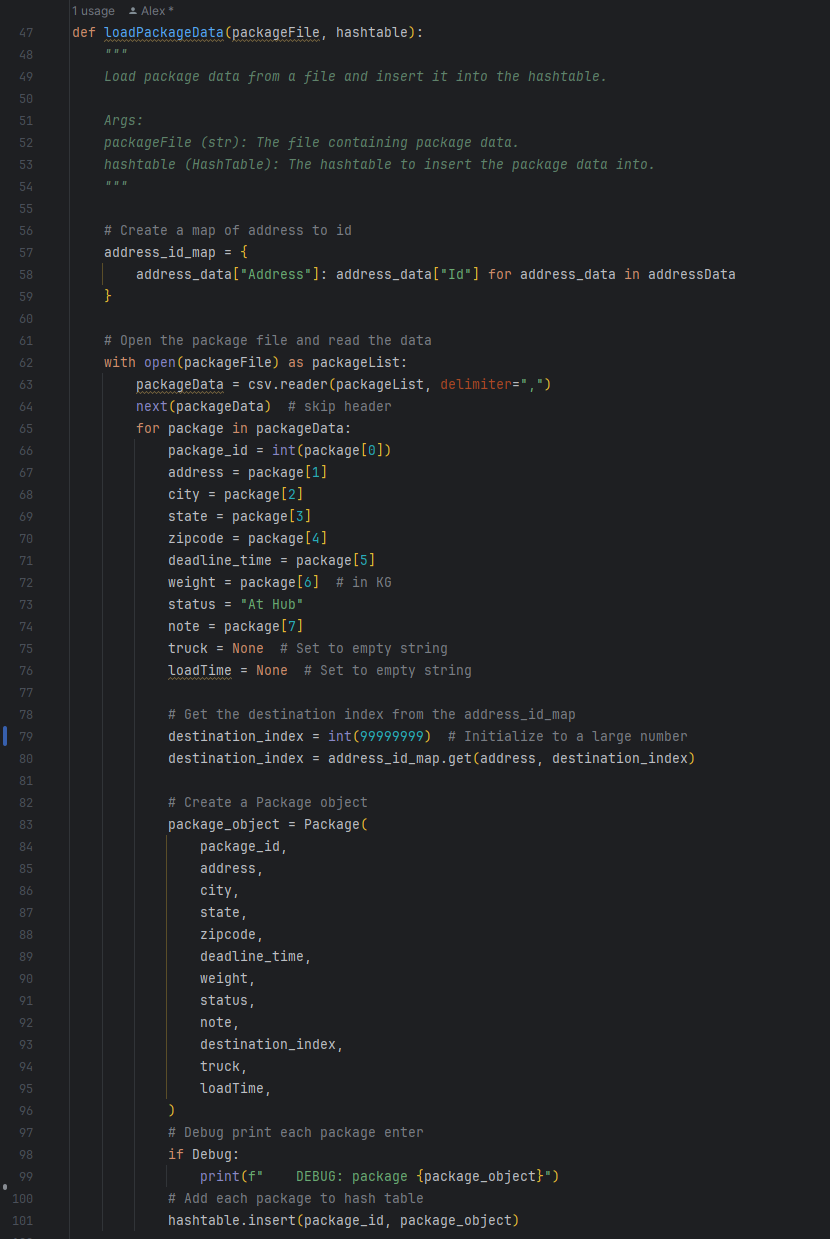 1 usage Alex *
47 def loadPackageData(packageFile, hashtable):
48 """
49 Load package data from a file and insert it into the hashtable.
50
51 Args:
52 packageFile (str): The file containing package data.
53 hashtable (HashTable): The hashtable to insert the package data into.
54 """
55
56 # Create a map of address to id
57 address_id_map = {
58 address_data["Address"]: address_data["Id"] for address_data in addressData
59 }
60
61 # Open the package file and read the data
62 with open(packageFile) as packageList:
63 packageData = csv.reader(packageList, delimiter=",")
64 next(packageData)  # skip header
65 for package in packageData:
66 package_id = int(package[0])
67 address = package[1]
68 city = package[2]
69 state = package[3]
70 zipcode = package[4]
71 deadline_time = package[5]
72 weight = package[6]  # in KG
73 status = "At Hub"
74 note = package[7]
75 truck = None  # Set to empty string
76 loadTime = None  # Set to empty string
77
78 # Get the destination index from the address_id_map
79 destination_index = int(99999999)  # Initialize to a large number
80 destination_index = address_id_map.get(address, destination_index)
81
82 # Create a Package object
83 package_object = Package(
84 package_id,
85 address,
86 city,
87 state,
88 zipcode,
89 deadline_time,
90 weight,
91 status,
92 note,
93 destination_index,
94 truck,
95 loadTime,
96 )
97 # Debug print each package enter
98 if Debug:
99 print(f"    DEBUG: package {package_object}")
100 # Add each package to hash table
101 hashtable.insert(package_id, package_object)